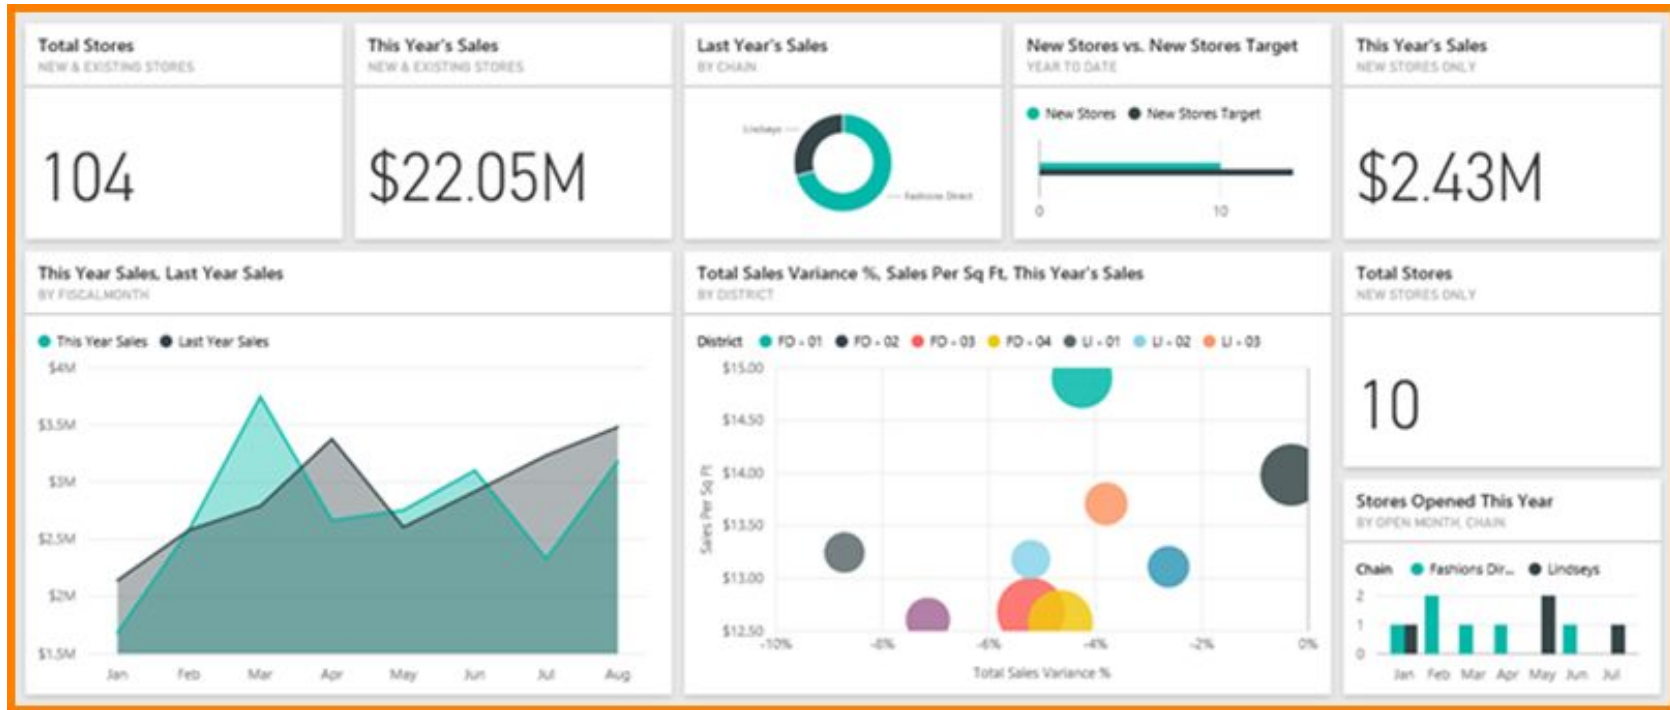 Total Stores
NEW & EXISTING STORES
104
This Year's Sales
NEW & EXISTING STORES
$22.05M
Last Year's Sales
BY CHAIN
Lindseys
Fashions Direct
New Stores vs. New Stores Target
YEAR TO DATE
New Stores
New Stores Target
0
10
This Year's Sales
NEW STORES ONLY
$2.43M
This Year Sales, Last Year Sales
BY FISCALMONTH
This Year Sales
Last Year Sales
$4M
$3.5M
$3M
$2.5M
$2M
$1.5M
Jan Feb Mar Apr May Jun Jul Aug
Total Sales Variance %, Sales Per Sq Ft, This Year's Sales
BY DISTRICT
District FD - 01 FD - 02 FD - 03 FD - 04 LI - 01 LI - 02 LI - 03
Sales Per Sq Ft
$15.00
$14.50
$14.00
$13.50
$13.00
$12.50
-10% -8% -6% -4% -2% 0%
Total Sales Variance %
Total Stores
NEW STORES ONLY
10
Stores Opened This Year
BY OPEN MONTH, CHAIN
Chain Fashions Dir... Lindseys
2
1
0
Jan Feb Mar Apr May Jun Jul